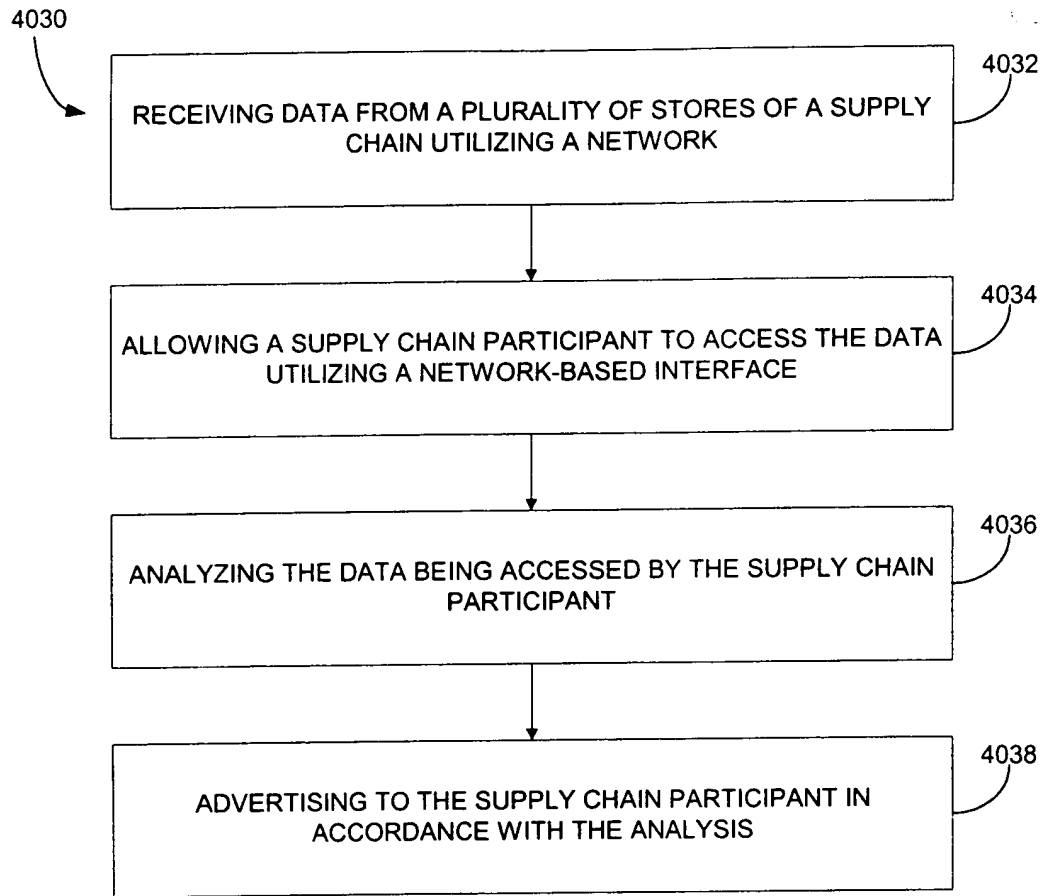 4030
4032
RECEIVING DATA FROM A PLURALITY OF STORES OF A SUPPLY
CHAIN UTILIZING A NETWORK
4034
ALLOWING A SUPPLY CHAIN PARTICIPANT TO ACCESS THE DATA
UTILIZING A NETWORK-BASED INTERFACE
4036
ANALYZING THE DATA BEING ACCESSED BY THE SUPPLY CHAIN
PARTICIPANT
4038
ADVERTISING TO THE SUPPLY CHAIN PARTICIPANT IN
ACCORDANCE WITH THE ANALYSIS